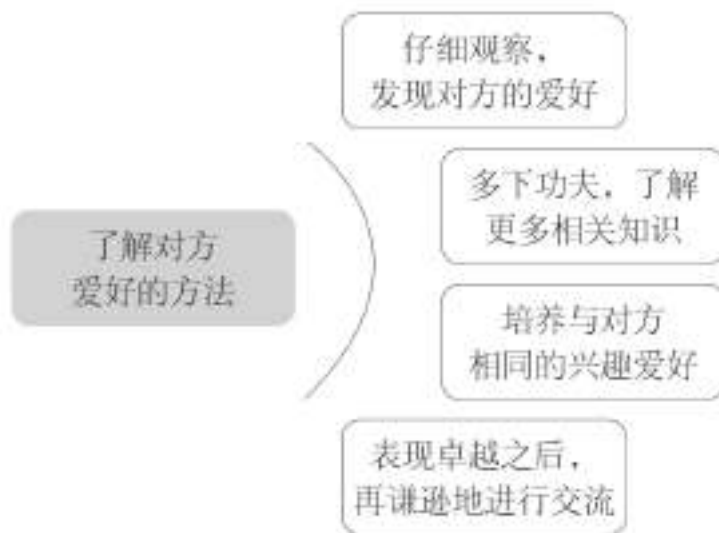 仔细观察，
发现对方的爱好
多下功夫，了解
更多相关知识
了解对方
爱好的方法
培养与对方
相同的兴趣爱好
表现卓越之后，
再谦逊地进行交流